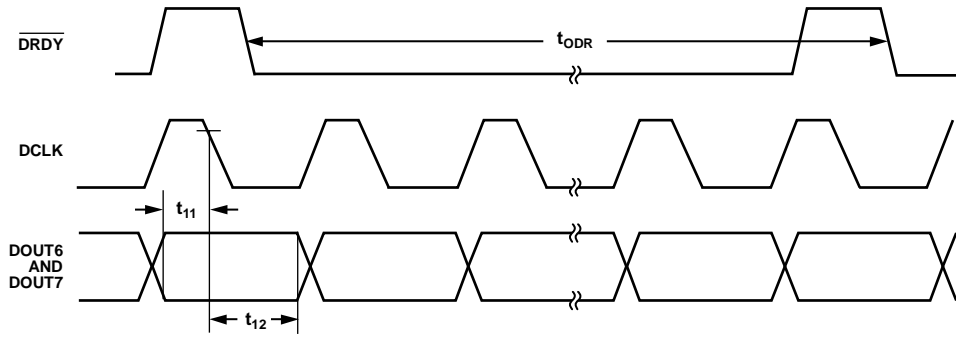 DRDY
tODR
DCLK
t11
DOUT6
AND
DOUT7
t12